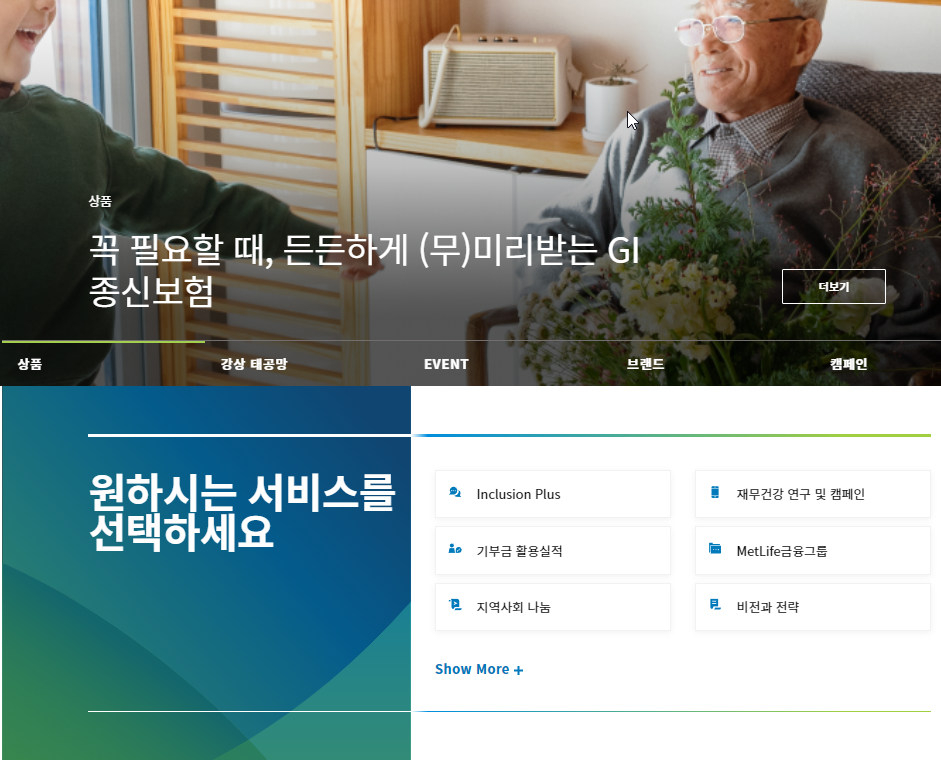 상품
꼭 필요할 때, 든든하게 (무)미리받는 GI
종신보험
더보기
상품
강상 태공망
EVENT
브랜드
캠페인
원하시는 서비스를
선택하세요
Inclusion Plus
재무건강 연구 및 캠페인
기부금 활용실적
MetLife금융그룹
지역사회 나눔
비전과 전략
Show More +